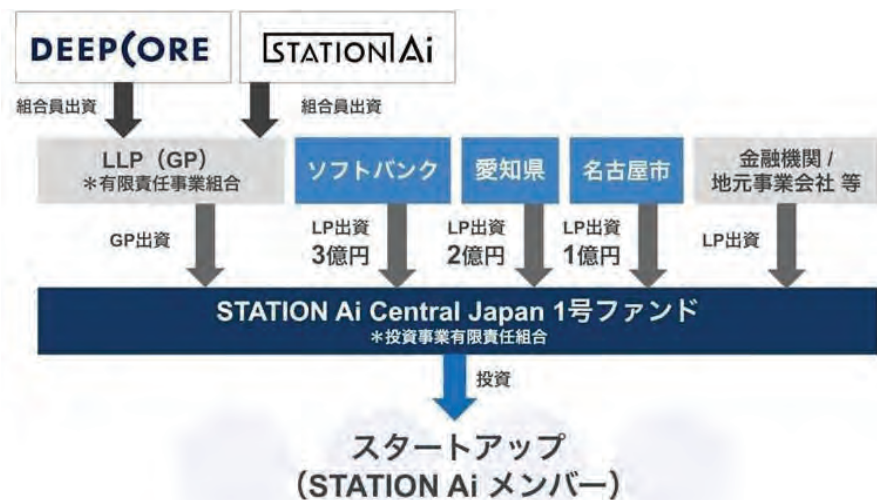 DEEPCORE
STATION Ai
組合員出資
組合員出資
LLP（GP）
＊有限責任事業組合
ソフトバンク
愛知県
名古屋市
金融機関 /
地元事業会社 等
GP出資
LP出資
3億円
LP出資
2億円
LP出資
1億円
LP出資
STATION Ai Central Japan 1号ファンド
＊投資事業有限責任組合
投資
スタートアップ
（STATION Ai メンバー）